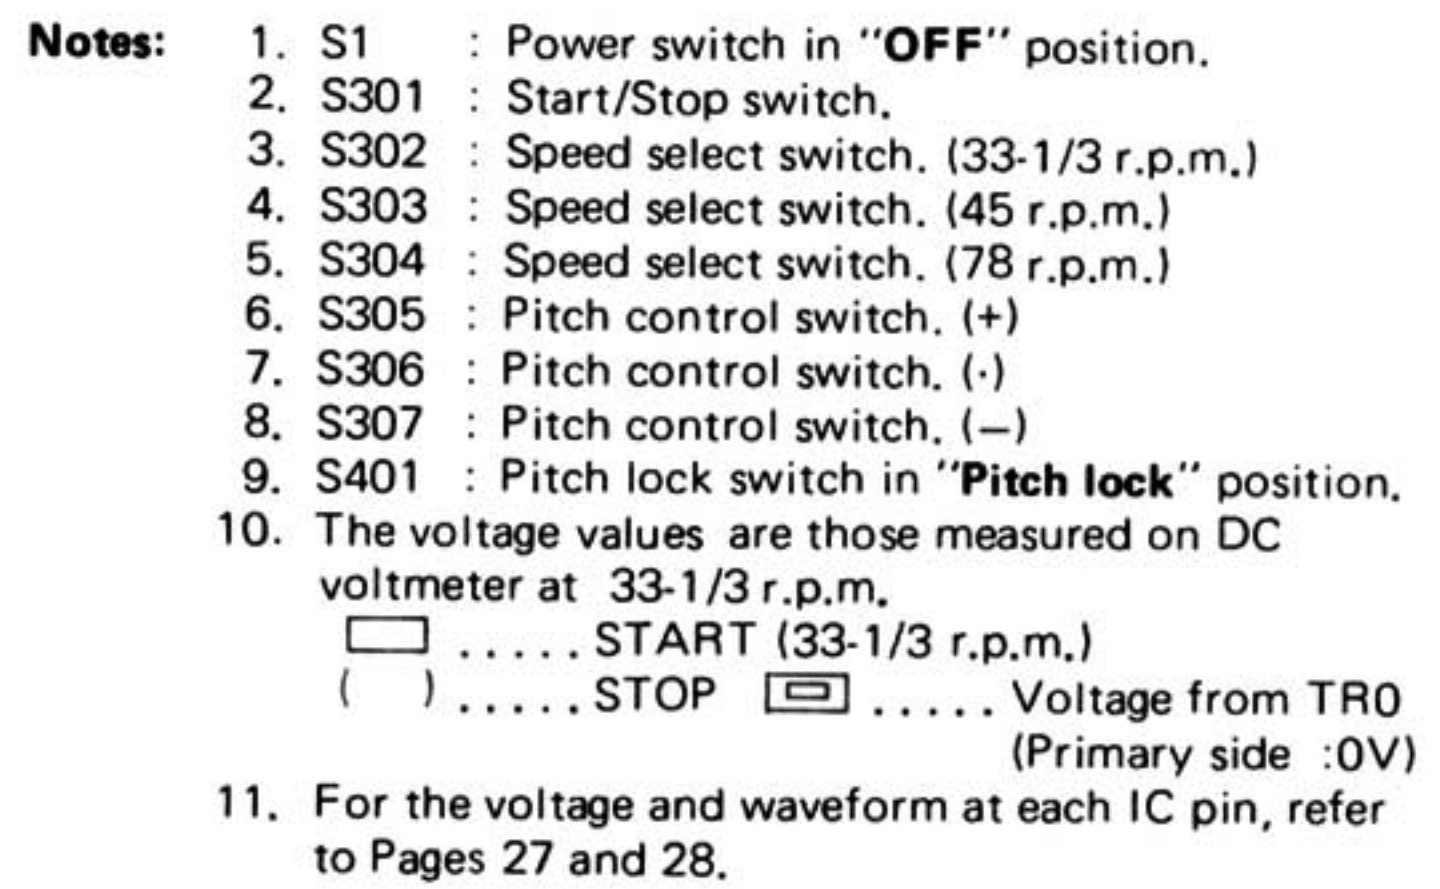 Notes: 1. S1 : Power switch in "OFF" position.
2. S301 : Start/Stop switch.
3. S302 : Speed select switch. (33-1/3 r.p.m.)
4. S303 : Speed select switch. (45 r.p.m.)
5. S304 : Speed select switch. (78 r.p.m.)
6. S305 : Pitch control switch. (+)
7. S306 : Pitch control switch. (·)
8. S307 : Pitch control switch. (−)
9. S401 : Pitch lock switch in "Pitch lock" position.
10. The voltage values are those measured on DC
voltmeter at 33-1/3 r.p.m.
..... START (33-1/3 r.p.m.)
( ) ..... STOP ..... Voltage from TR0
(Primary side :0V)
11. For the voltage and waveform at each IC pin, refer
to Pages 27 and 28.